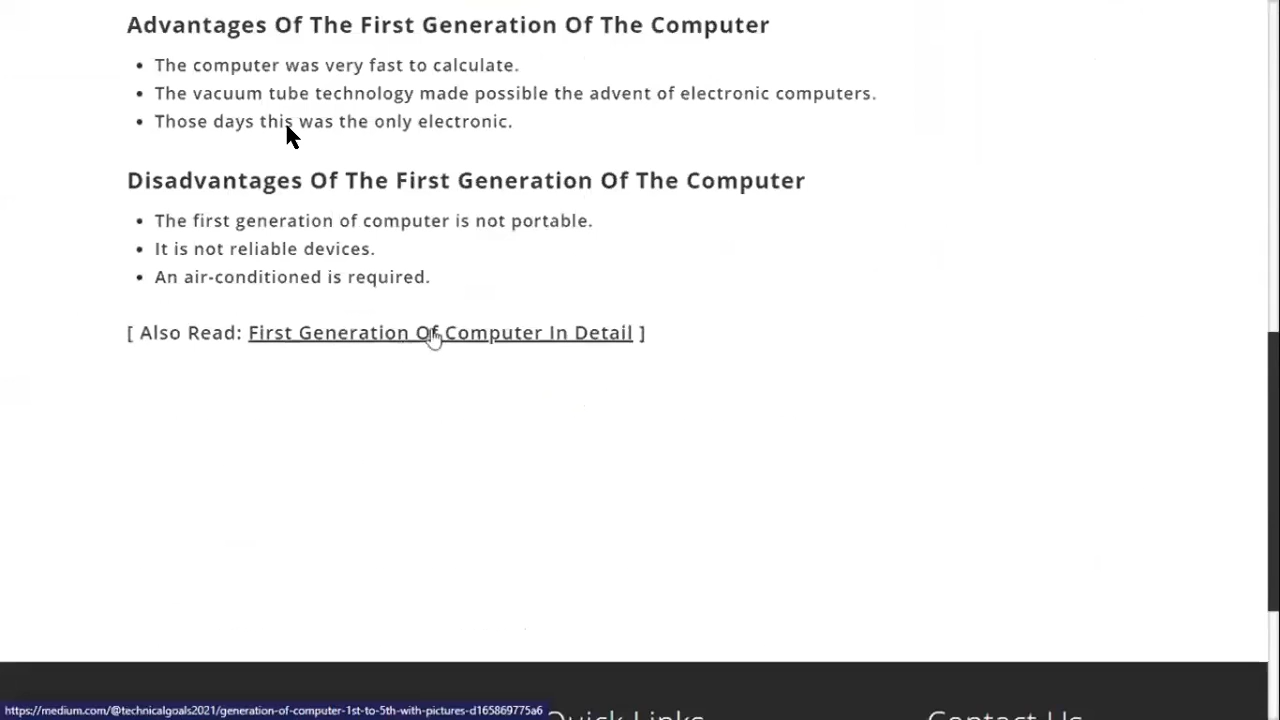 Advantages Of The First Generation Of The Computer
• The computer was very fast to calculate.
• The vacuum tube technology made possible the advent of electronic computers.
• Those days this was the only electronic.
Disadvantages Of The First Generation Of The Computer
• The first generation of computer is not portable.
• It is not reliable devices.
• An air-conditioned is required.
[ Also Read: First Generation Of Computer In Detail ]
Quick Links
Contact Us
https://medium.com/@technicalgoals2021/generation-of-computer-1st-to-5th-with-pictures-d165869775a6